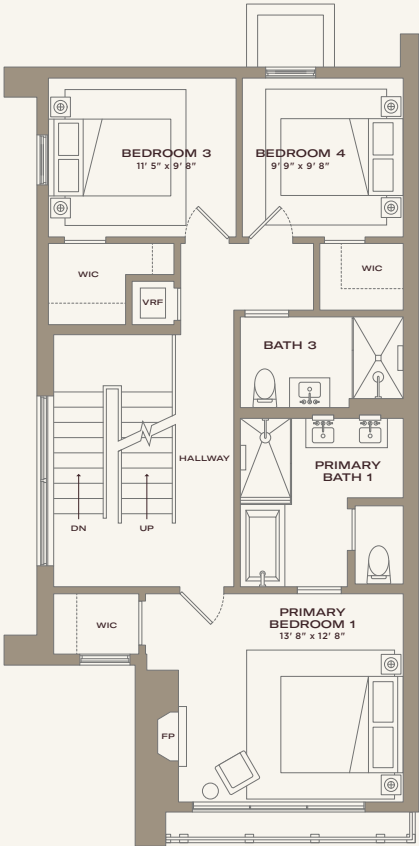 BEDROOM 3
11' 5" x 9' 8"
BEDROOM 4
9' 9" x 9' 8"
WIC
VRF
WIC
BATH 3
HALLWAY
PRIMARY
BATH 1
DN
UP
WIC
PRIMARY
BEDROOM 1
13' 8" x 12' 8"
FP